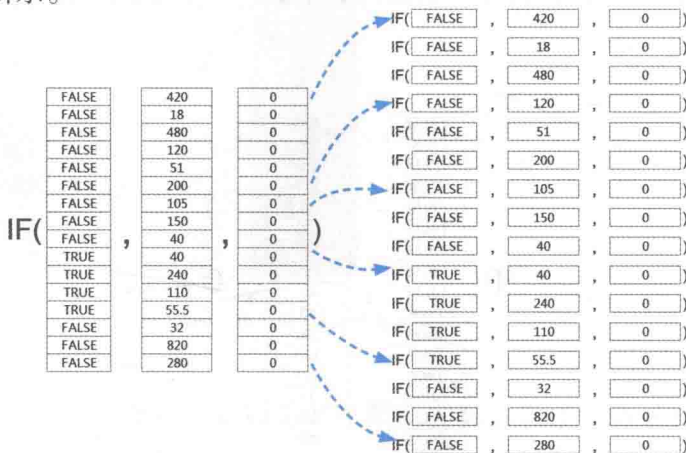 FALSE 420 0
FALSE 18 0
FALSE 480 0
FALSE 120 0
FALSE 51 0
FALSE 200 0
FALSE 105 0
FALSE 150 0
IF( FALSE , 40 , 0 )
TRUE 40 0
TRUE 240 0
TRUE 110 0
TRUE 55.5 0
FALSE 32 0
FALSE 820 0
FALSE 280 0
IF( FALSE , 420 , 0 )
IF( FALSE , 18 , 0 )
IF( FALSE , 480 , 0 )
IF( FALSE , 120 , 0 )
IF( FALSE , 51 , 0 )
IF( FALSE , 200 , 0 )
IF( FALSE , 105 , 0 )
IF( FALSE , 150 , 0 )
IF( FALSE , 40 , 0 )
IF( TRUE , 40 , 0 )
IF( TRUE , 240 , 0 )
IF( TRUE , 110 , 0 )
IF( TRUE , 55.5 , 0 )
IF( FALSE , 32 , 0 )
IF( FALSE , 820 , 0 )
IF( FALSE , 280 , 0 )